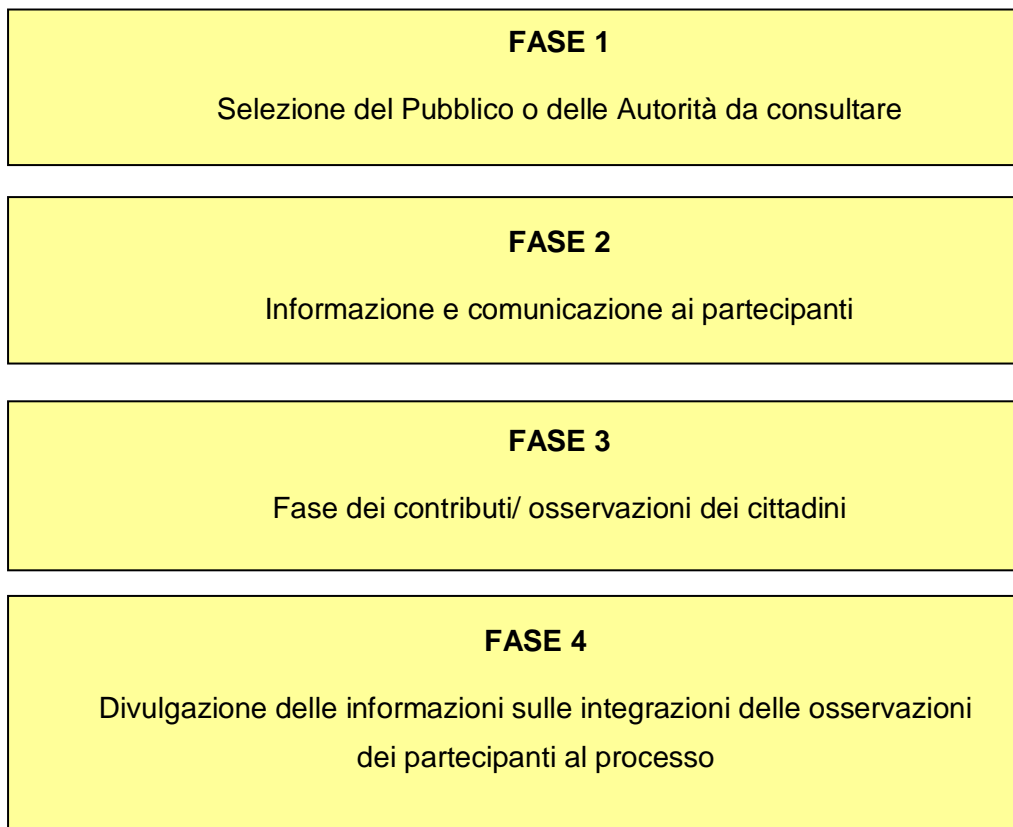 FASE 1
Selezione del Pubblico o delle Autorità da consultare
FASE 2
Informazione e comunicazione ai partecipanti
FASE 3
Fase dei contributi/ osservazioni dei cittadini
FASE 4
Divulgazione delle informazioni sulle integrazioni delle osservazioni
dei partecipanti al processo